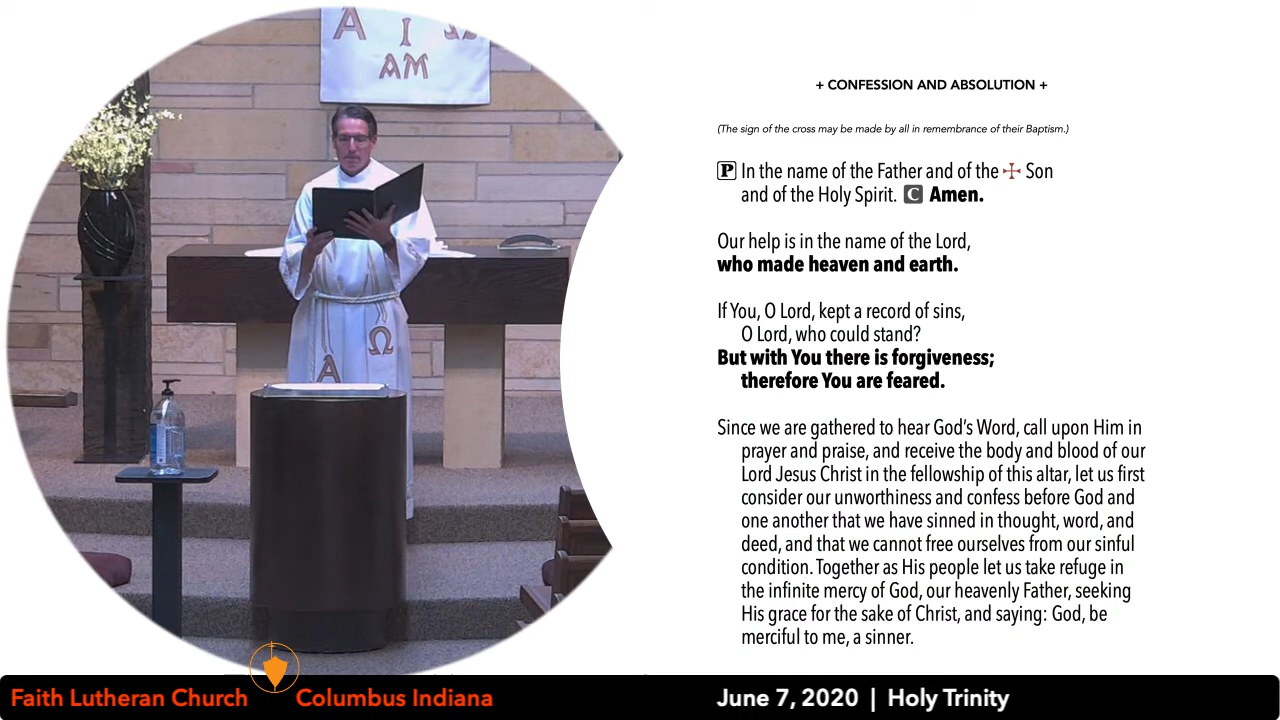 A I
AM
Ω
A
+ CONFESSION AND ABSOLUTION +
(The sign of the cross may be made by all in remembrance of their Baptism.)
P In the name of the Father and of the ☩ Son
and of the Holy Spirit. C Amen.
Our help is in the name of the Lord,
who made heaven and earth.
If You, O Lord, kept a record of sins,
O Lord, who could stand?
But with You there is forgiveness;
therefore You are feared.
Since we are gathered to hear God’s Word, call upon Him in
prayer and praise, and receive the body and blood of our
Lord Jesus Christ in the fellowship of this altar, let us first
consider our unworthiness and confess before God and
one another that we have sinned in thought, word, and
deed, and that we cannot free ourselves from our sinful
condition. Together as His people let us take refuge in
the infinite mercy of God, our heavenly Father, seeking
His grace for the sake of Christ, and saying: God, be
merciful to me, a sinner.
Faith Lutheran Church Columbus Indiana
June 7, 2020 | Holy Trinity